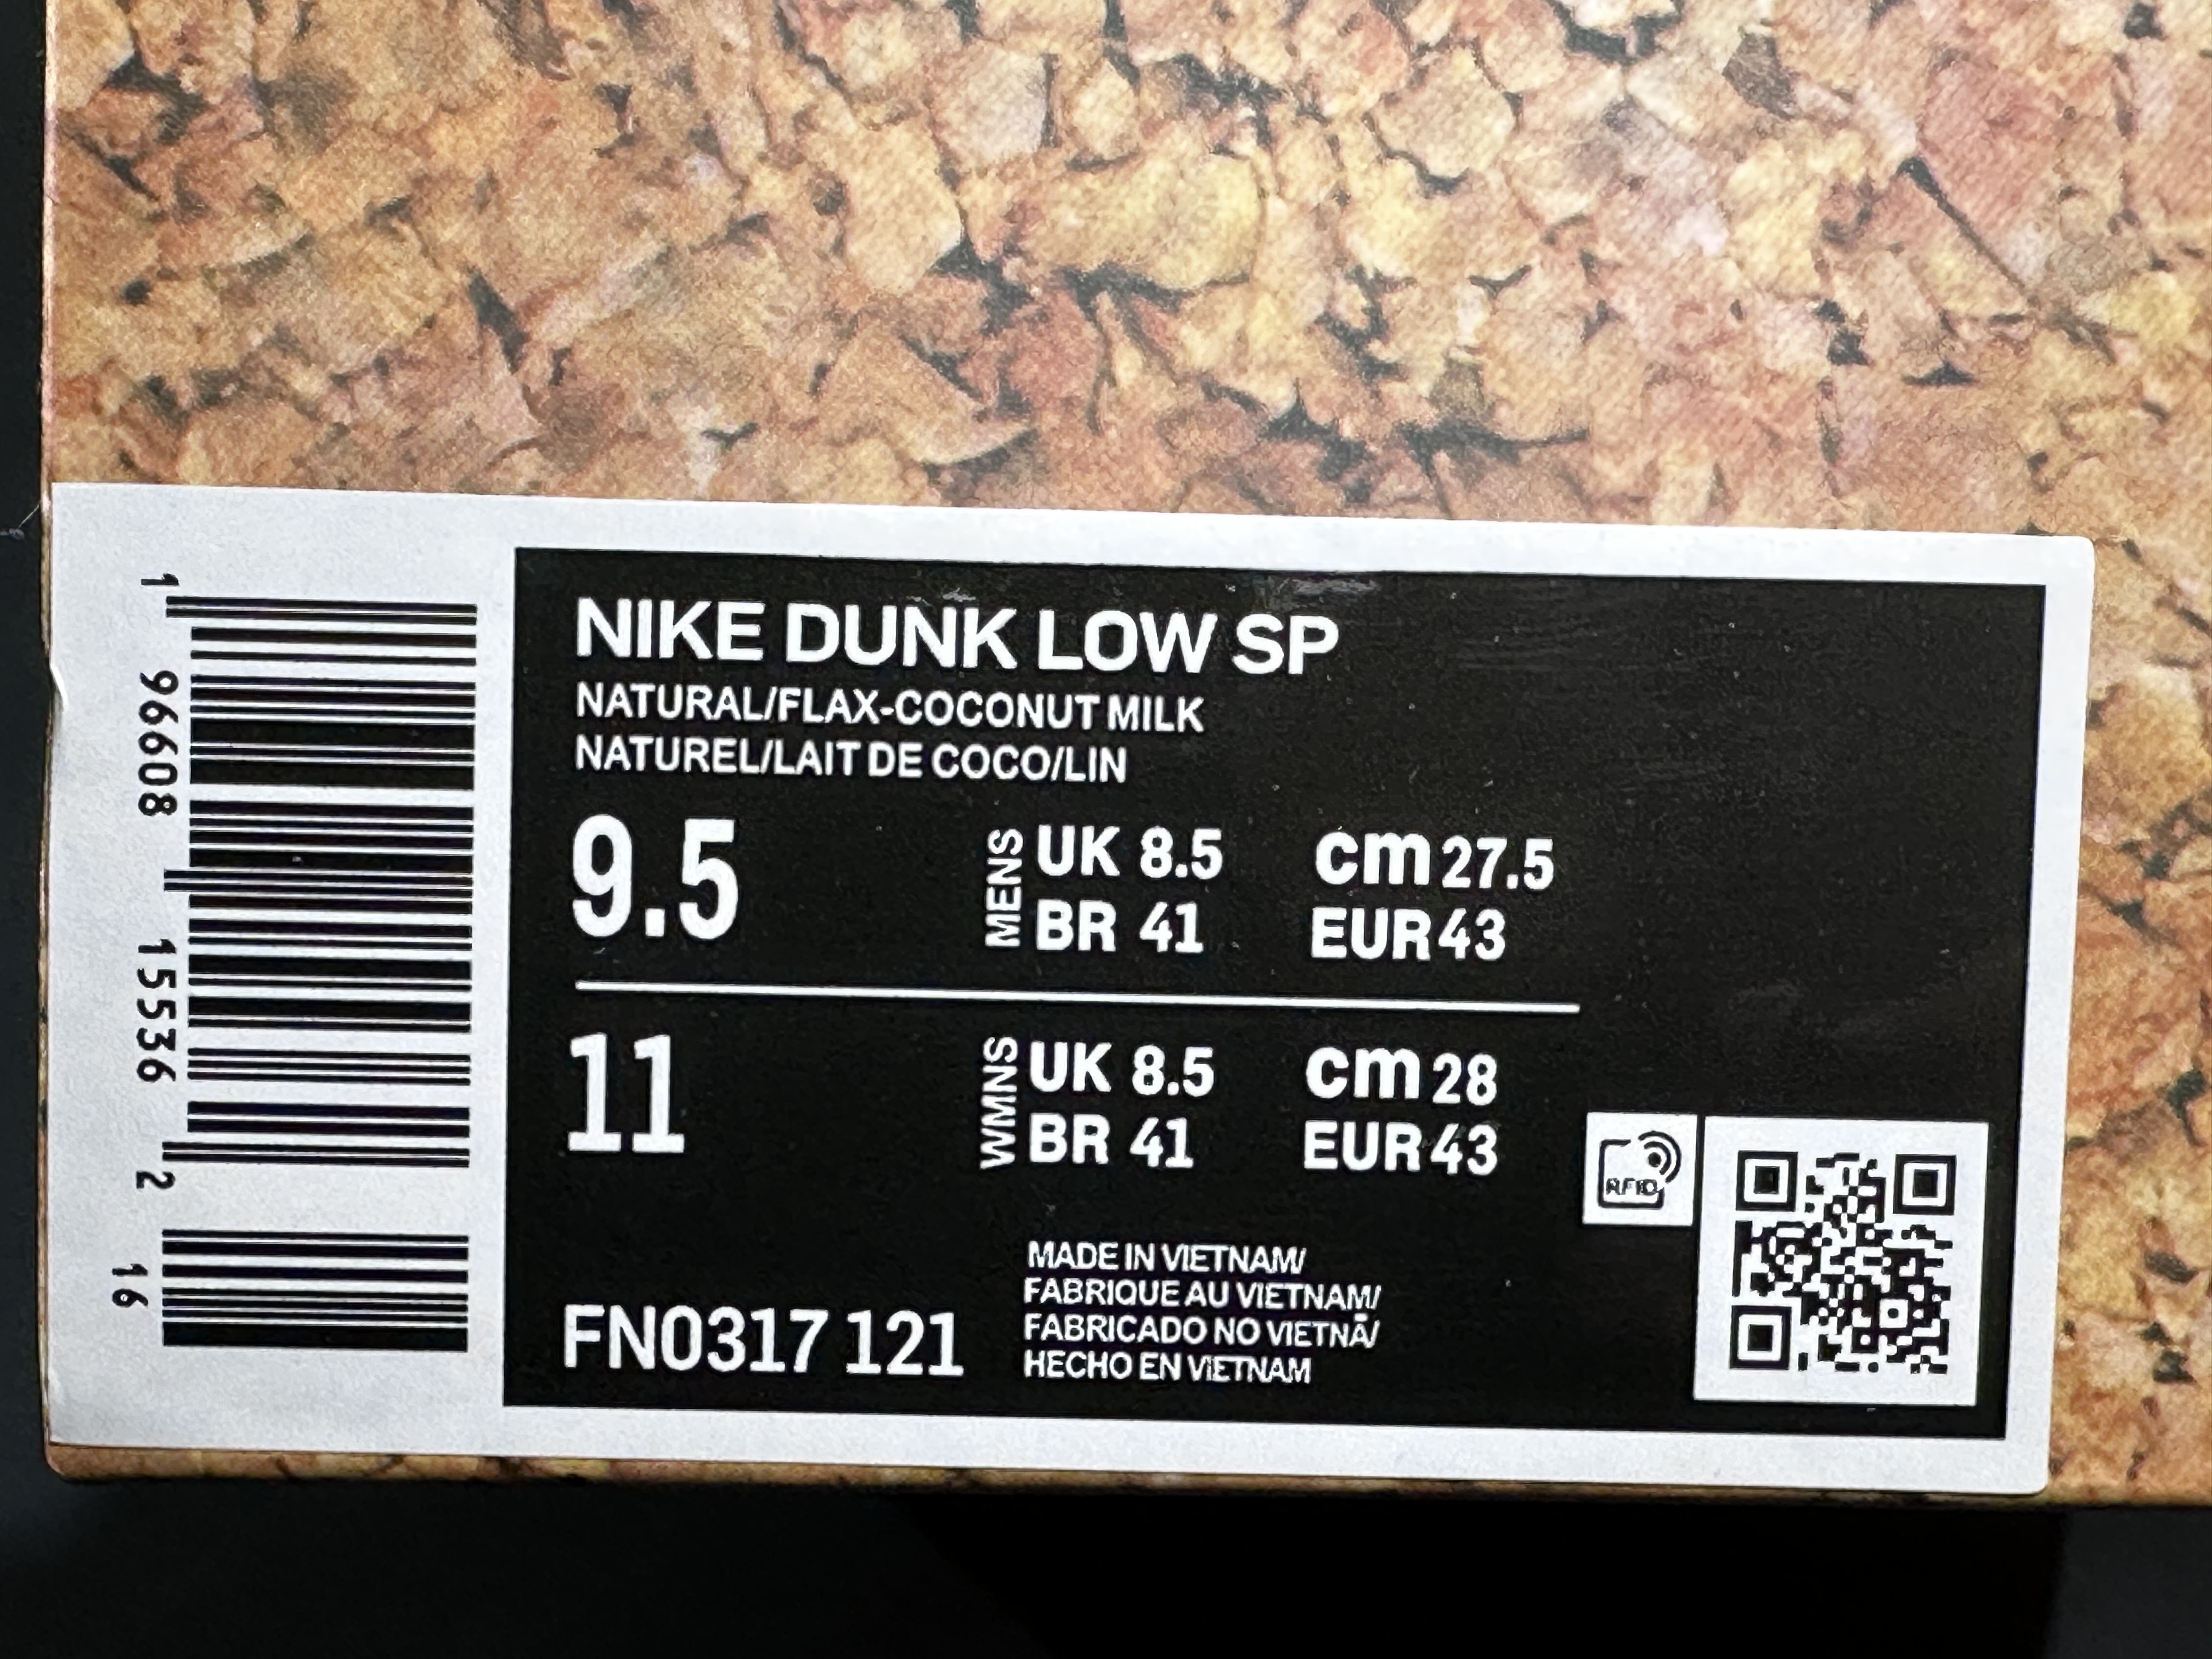 NIKE DUNK LOW SP
NATURAL/FLAX-COCONUT MILK
NATUREL/LAIT DE COCO/LIN
9.5
MENS
UK 8.5 cm 27.5
BR 41 EUR 43
11
WMNS
UK 8.5 cm 28
BR 41 EUR 43
RFID
FN0317 121
MADE IN VIETNAM/
FABRIQUE AU VIETNAM/
FABRICADO NO VIETNÃ/
HECHO EN VIETNAM
1 96608 15536 2 16